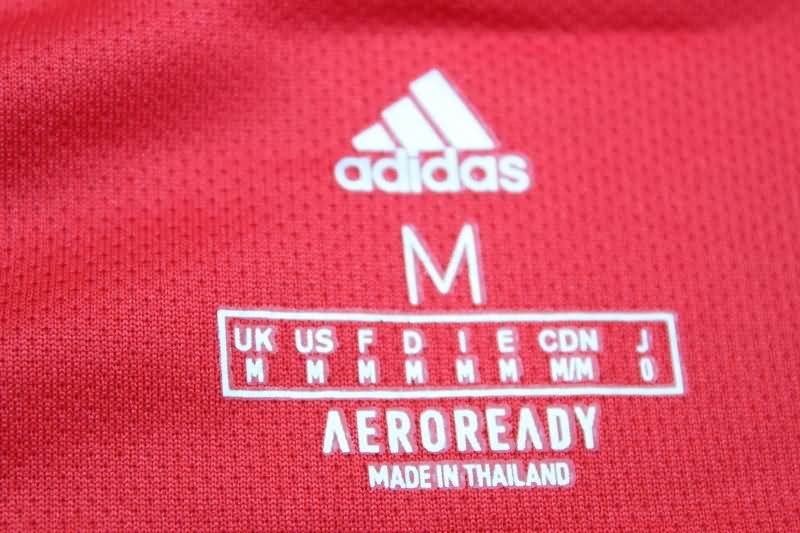 adidas
M
UK US F D I E CDN J
M M M M M M M/M O
AEROREADY
MADE IN THAILAND